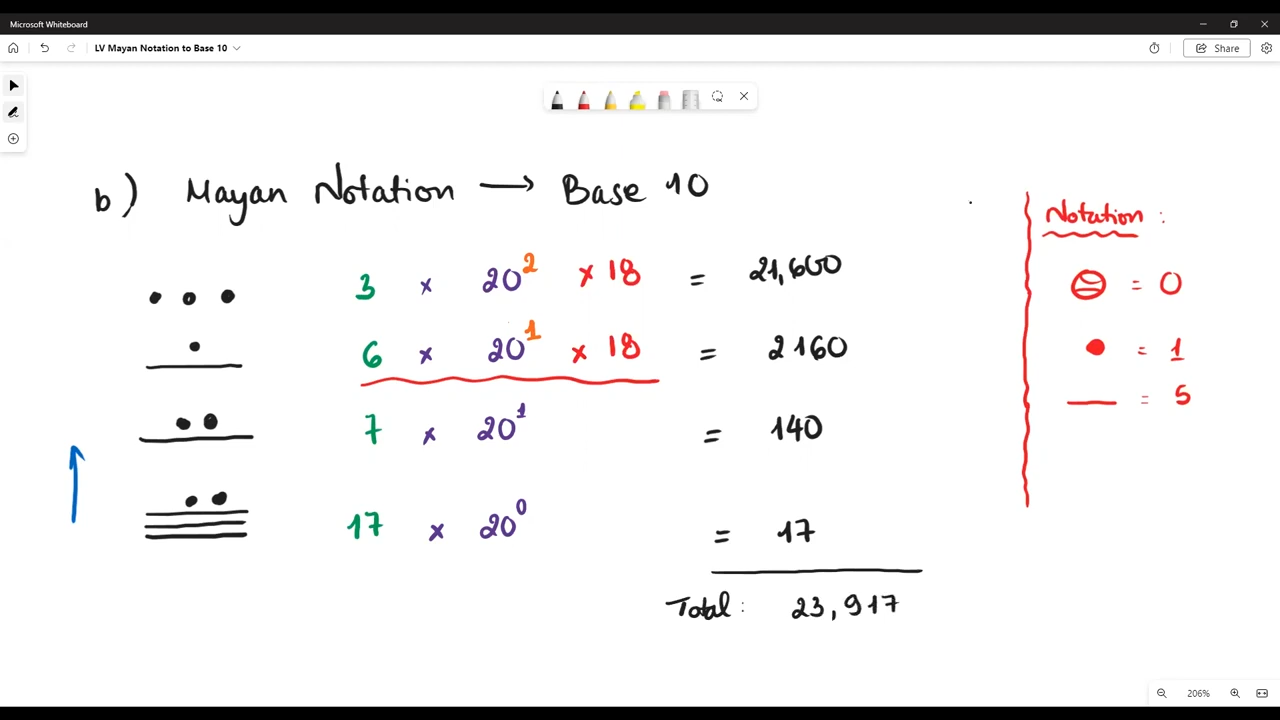 Microsoft Whiteboard
LV Mayan Notation to Base 10
Share
b) Mayan Notation → Base 10
3 × 20² × 18 = 21,600
6 × 20¹ × 18 = 2160
7 × 20¹ = 140
17 × 20⁰ = 17
Total: 23,917
Notation:
= 0
= 1
= 5
206%